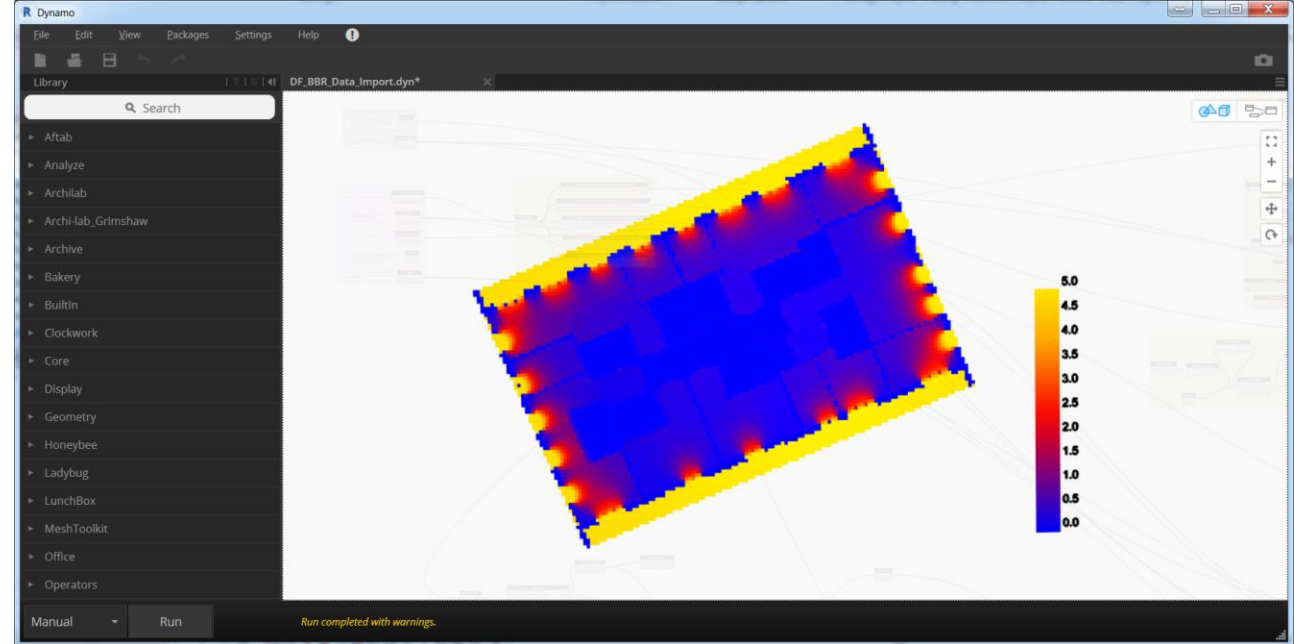 Dynamo
File Edit View Packages Settings Help
Library
DF_BBR_Data_Import.dyn*
Search
Aftab
Analyze
Archilab
Archi-lab_Grimshaw
Archive
Bakery
BuiltIn
Clockwork
Core
Display
Geometry
Honeybee
Ladybug
LunchBox
MeshToolkit
Office
Operators
5.0
4.5
4.0
3.5
3.0
2.5
2.0
1.5
1.0
0.5
0.0
Manual
Run
Run completed with warnings.